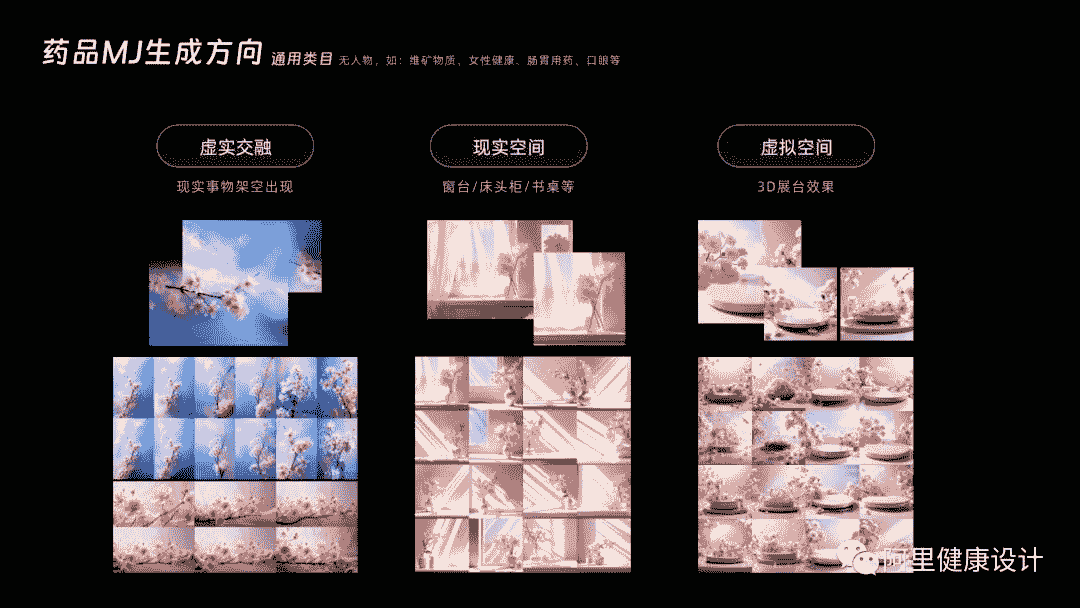 药品MJ生成方向 通用类目 无人物，如：维矿物质、女性健康、肠胃用药、口眼等
虚实交融
现实事物架空出现
现实空间
窗台/床头柜/书桌等
虚拟空间
3D展台效果
阿里健康设计